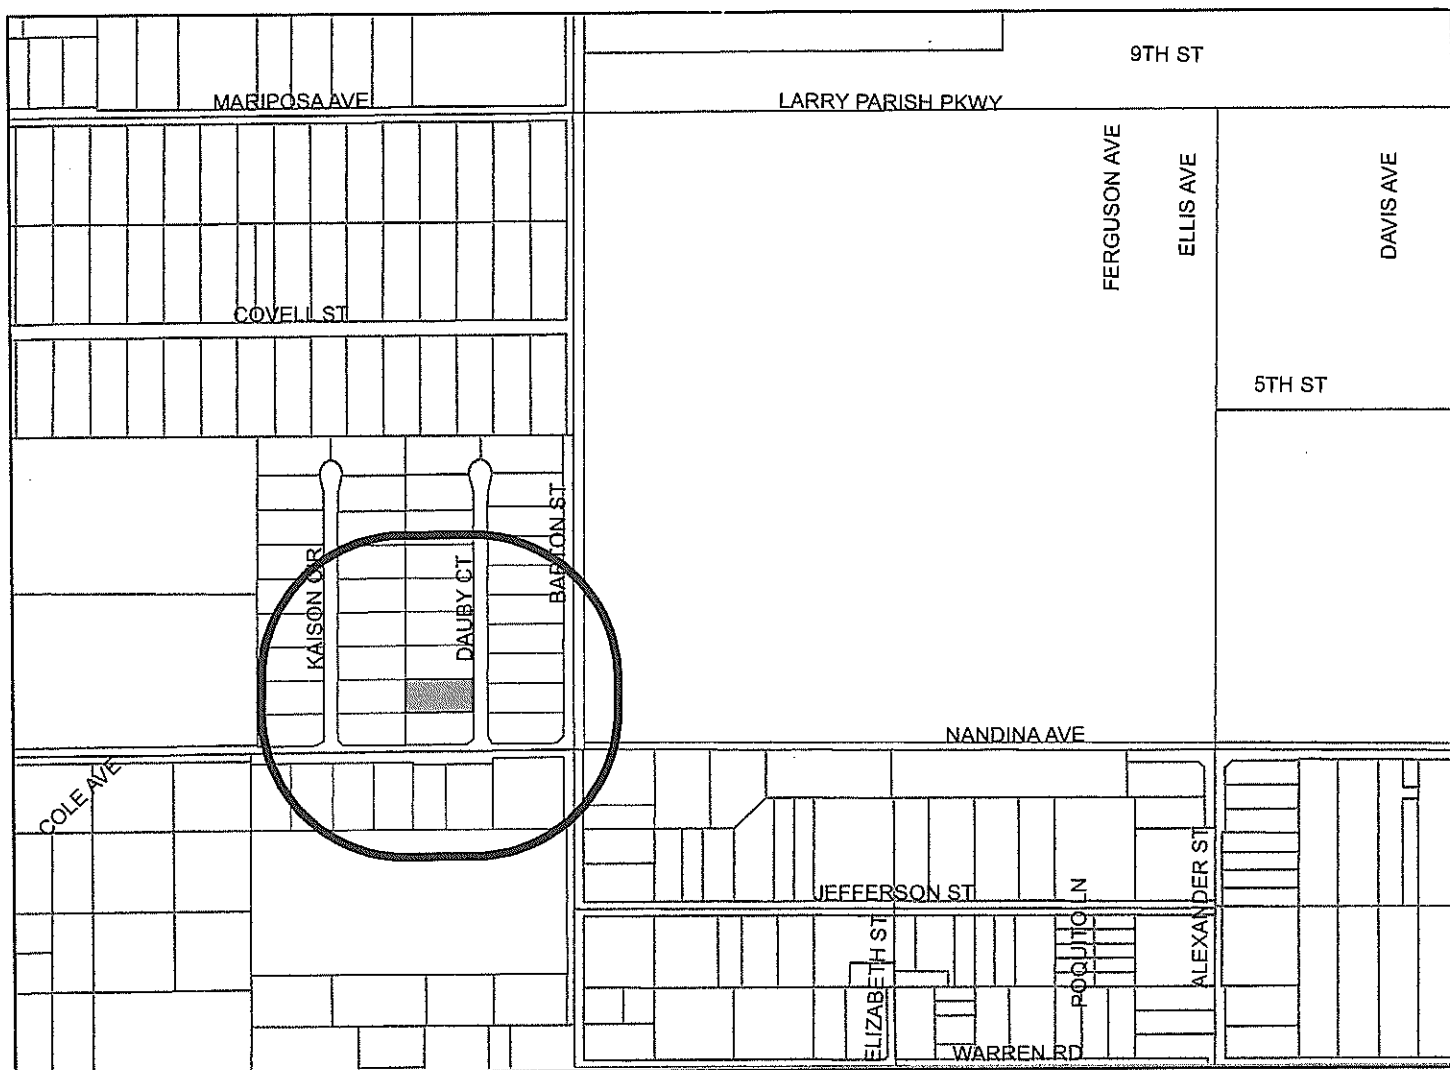 9TH ST
MARIPOSA AVE
LARRY PARISH PKWY
FERGUSON AVE
ELLIS AVE
DAVIS AVE
COVELL ST
5TH ST
BARTON ST
KAISON CIR
DAUBY CT
NANDINA AVE
COLE AVE
JEFFERSON ST
ELIZABETH ST
POQUITO LN
ALEXANDER ST
WARREN RD